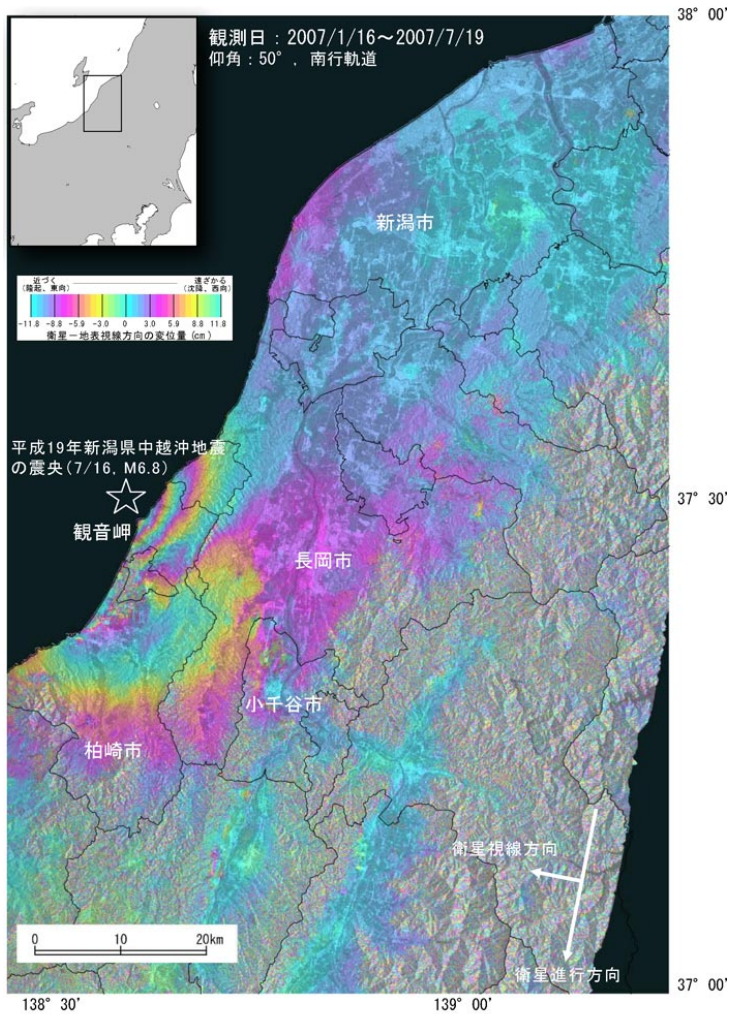 38° 00'
観測日：2007/1/16～2007/7/19
仰角：50°，南行軌道
新潟市
近づく
(隆起、東向)
遠ざかる
(沈降、西向)
-11.8 -8.8 -5.9 -3.0 0 3.0 5.9 8.8 11.8
衛星－地表視線方向の変位量(cm)
平成19年新潟県中越沖地震
の震央(7/16, M6.8)
37° 30'
観音岬
長岡市
小千谷市
柏崎市
衛星視線方向
0 10 20km
衛星進行方向
37° 00'
138° 30'
139° 00'